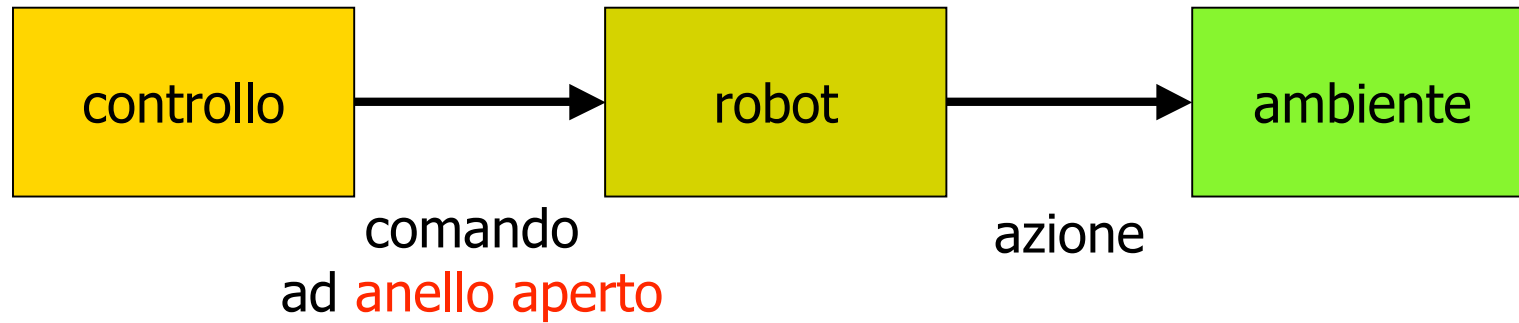 controllo
robot
ambiente
comando
ad anello aperto
azione